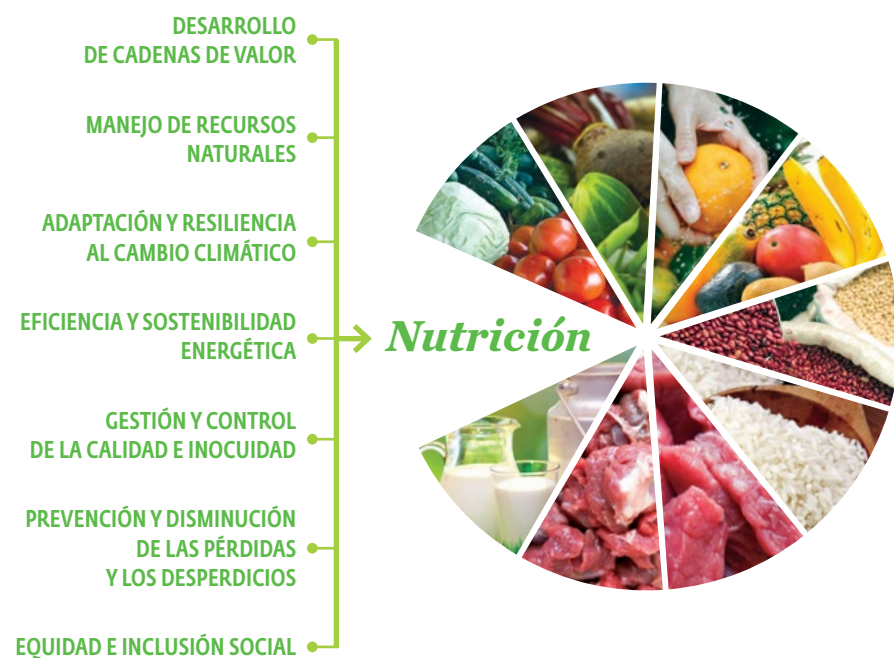 DESARROLLO
DE CADENAS DE VALOR
MANEJO DE RECURSOS
NATURALES
ADAPTACIÓN Y RESILIENCIA
AL CAMBIO CLIMÁTICO
EFICIENCIA Y SOSTENIBILIDAD
ENERGÉTICA
Nutrición
GESTIÓN Y CONTROL
DE LA CALIDAD E INOCUIDAD
PREVENCIÓN Y DISMINUCIÓN
DE LAS PÉRDIDAS
Y LOS DESPERDICIOS
EQUIDAD E INCLUSIÓN SOCIAL